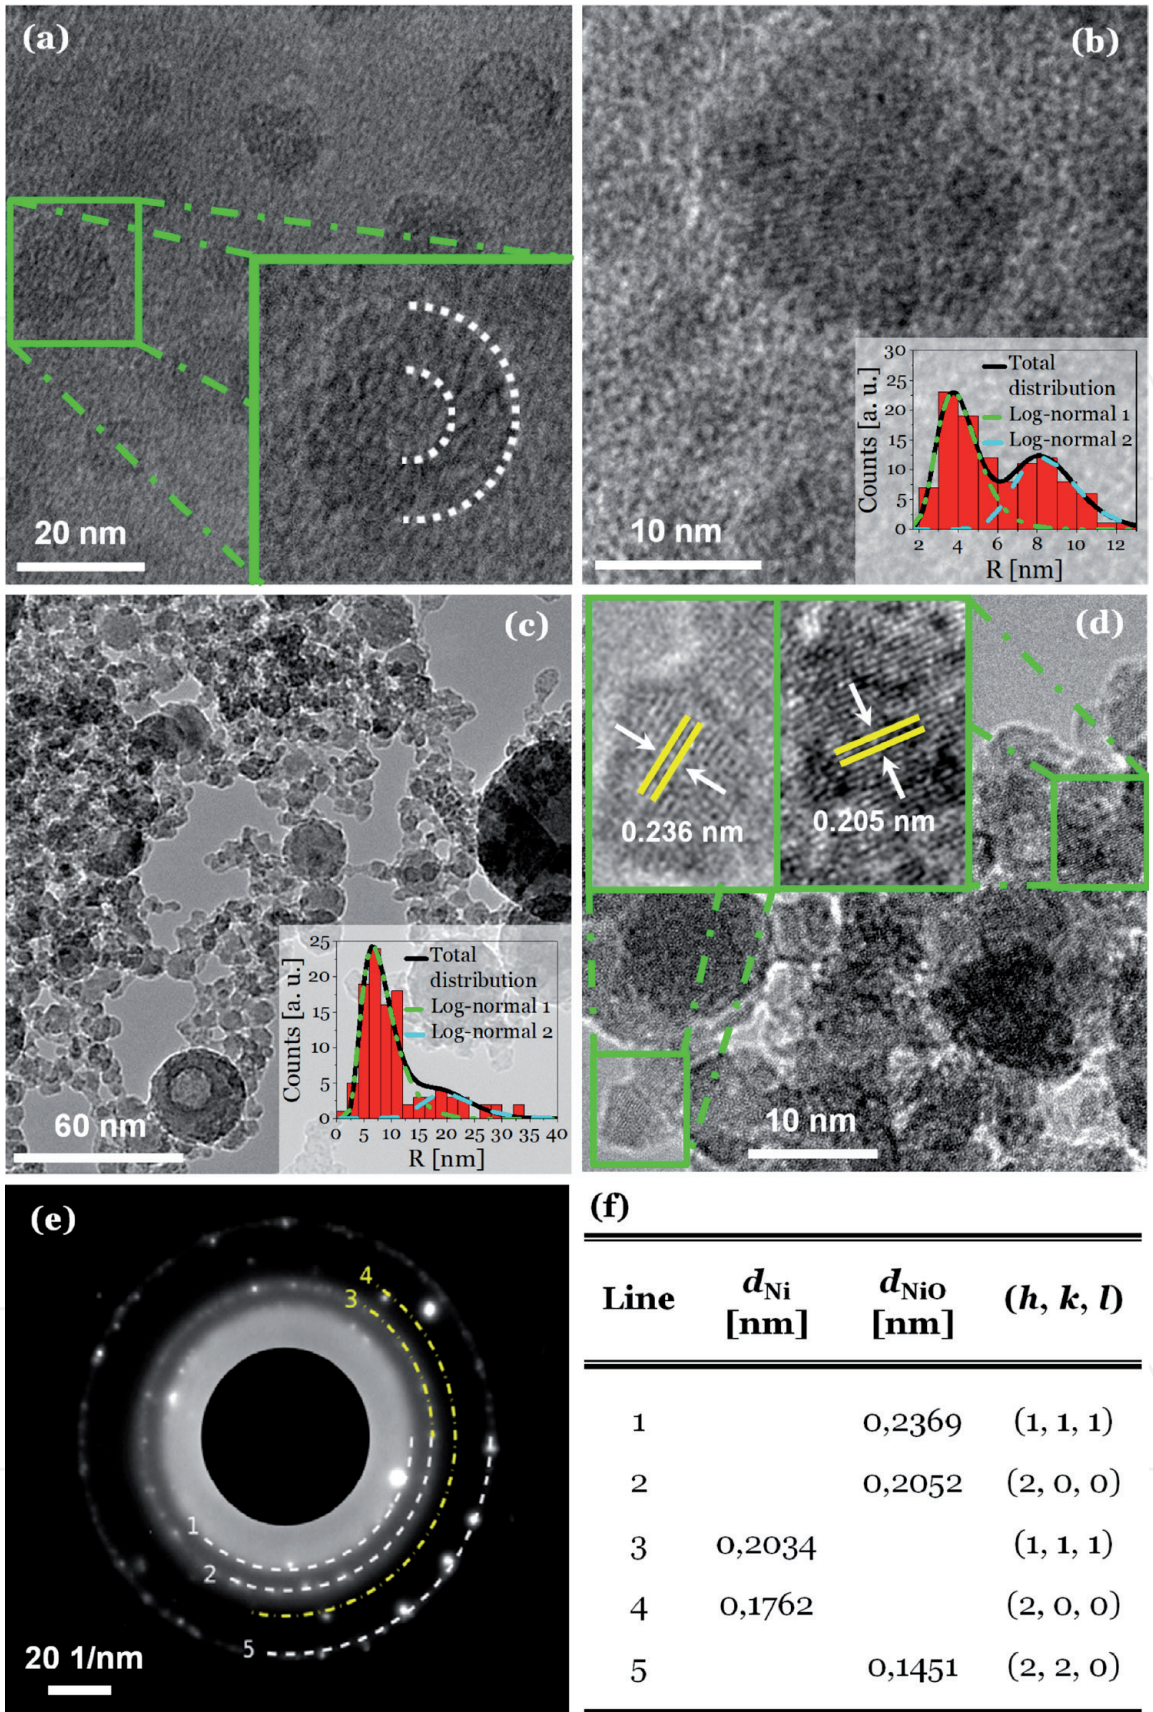 (a)
20 nm
(b)
10 nm
Counts [a. u.]
30
25
20
15
10
5
0
Total
distribution
Log-normal 1
Log-normal 2
2 4 6 8 10 12
R [nm]
(c)
60 nm
Counts [a. u.]
25
20
15
10
5
0
Total
distribution
Log-normal 1
Log-normal 2
0 5 10 15 20 25 30 35 40
R [nm]
(d)
0.236 nm
0.205 nm
10 nm
(e)
4
3
1
2
5
20 1/nm
(f)
Line d_Ni [nm] d_NiO [nm] (h, k, l)
1 0,2369 (1, 1, 1)
2 0,2052 (2, 0, 0)
3 0,2034 (1, 1, 1)
4 0,1762 (2, 0, 0)
5 0,1451 (2, 2, 0)